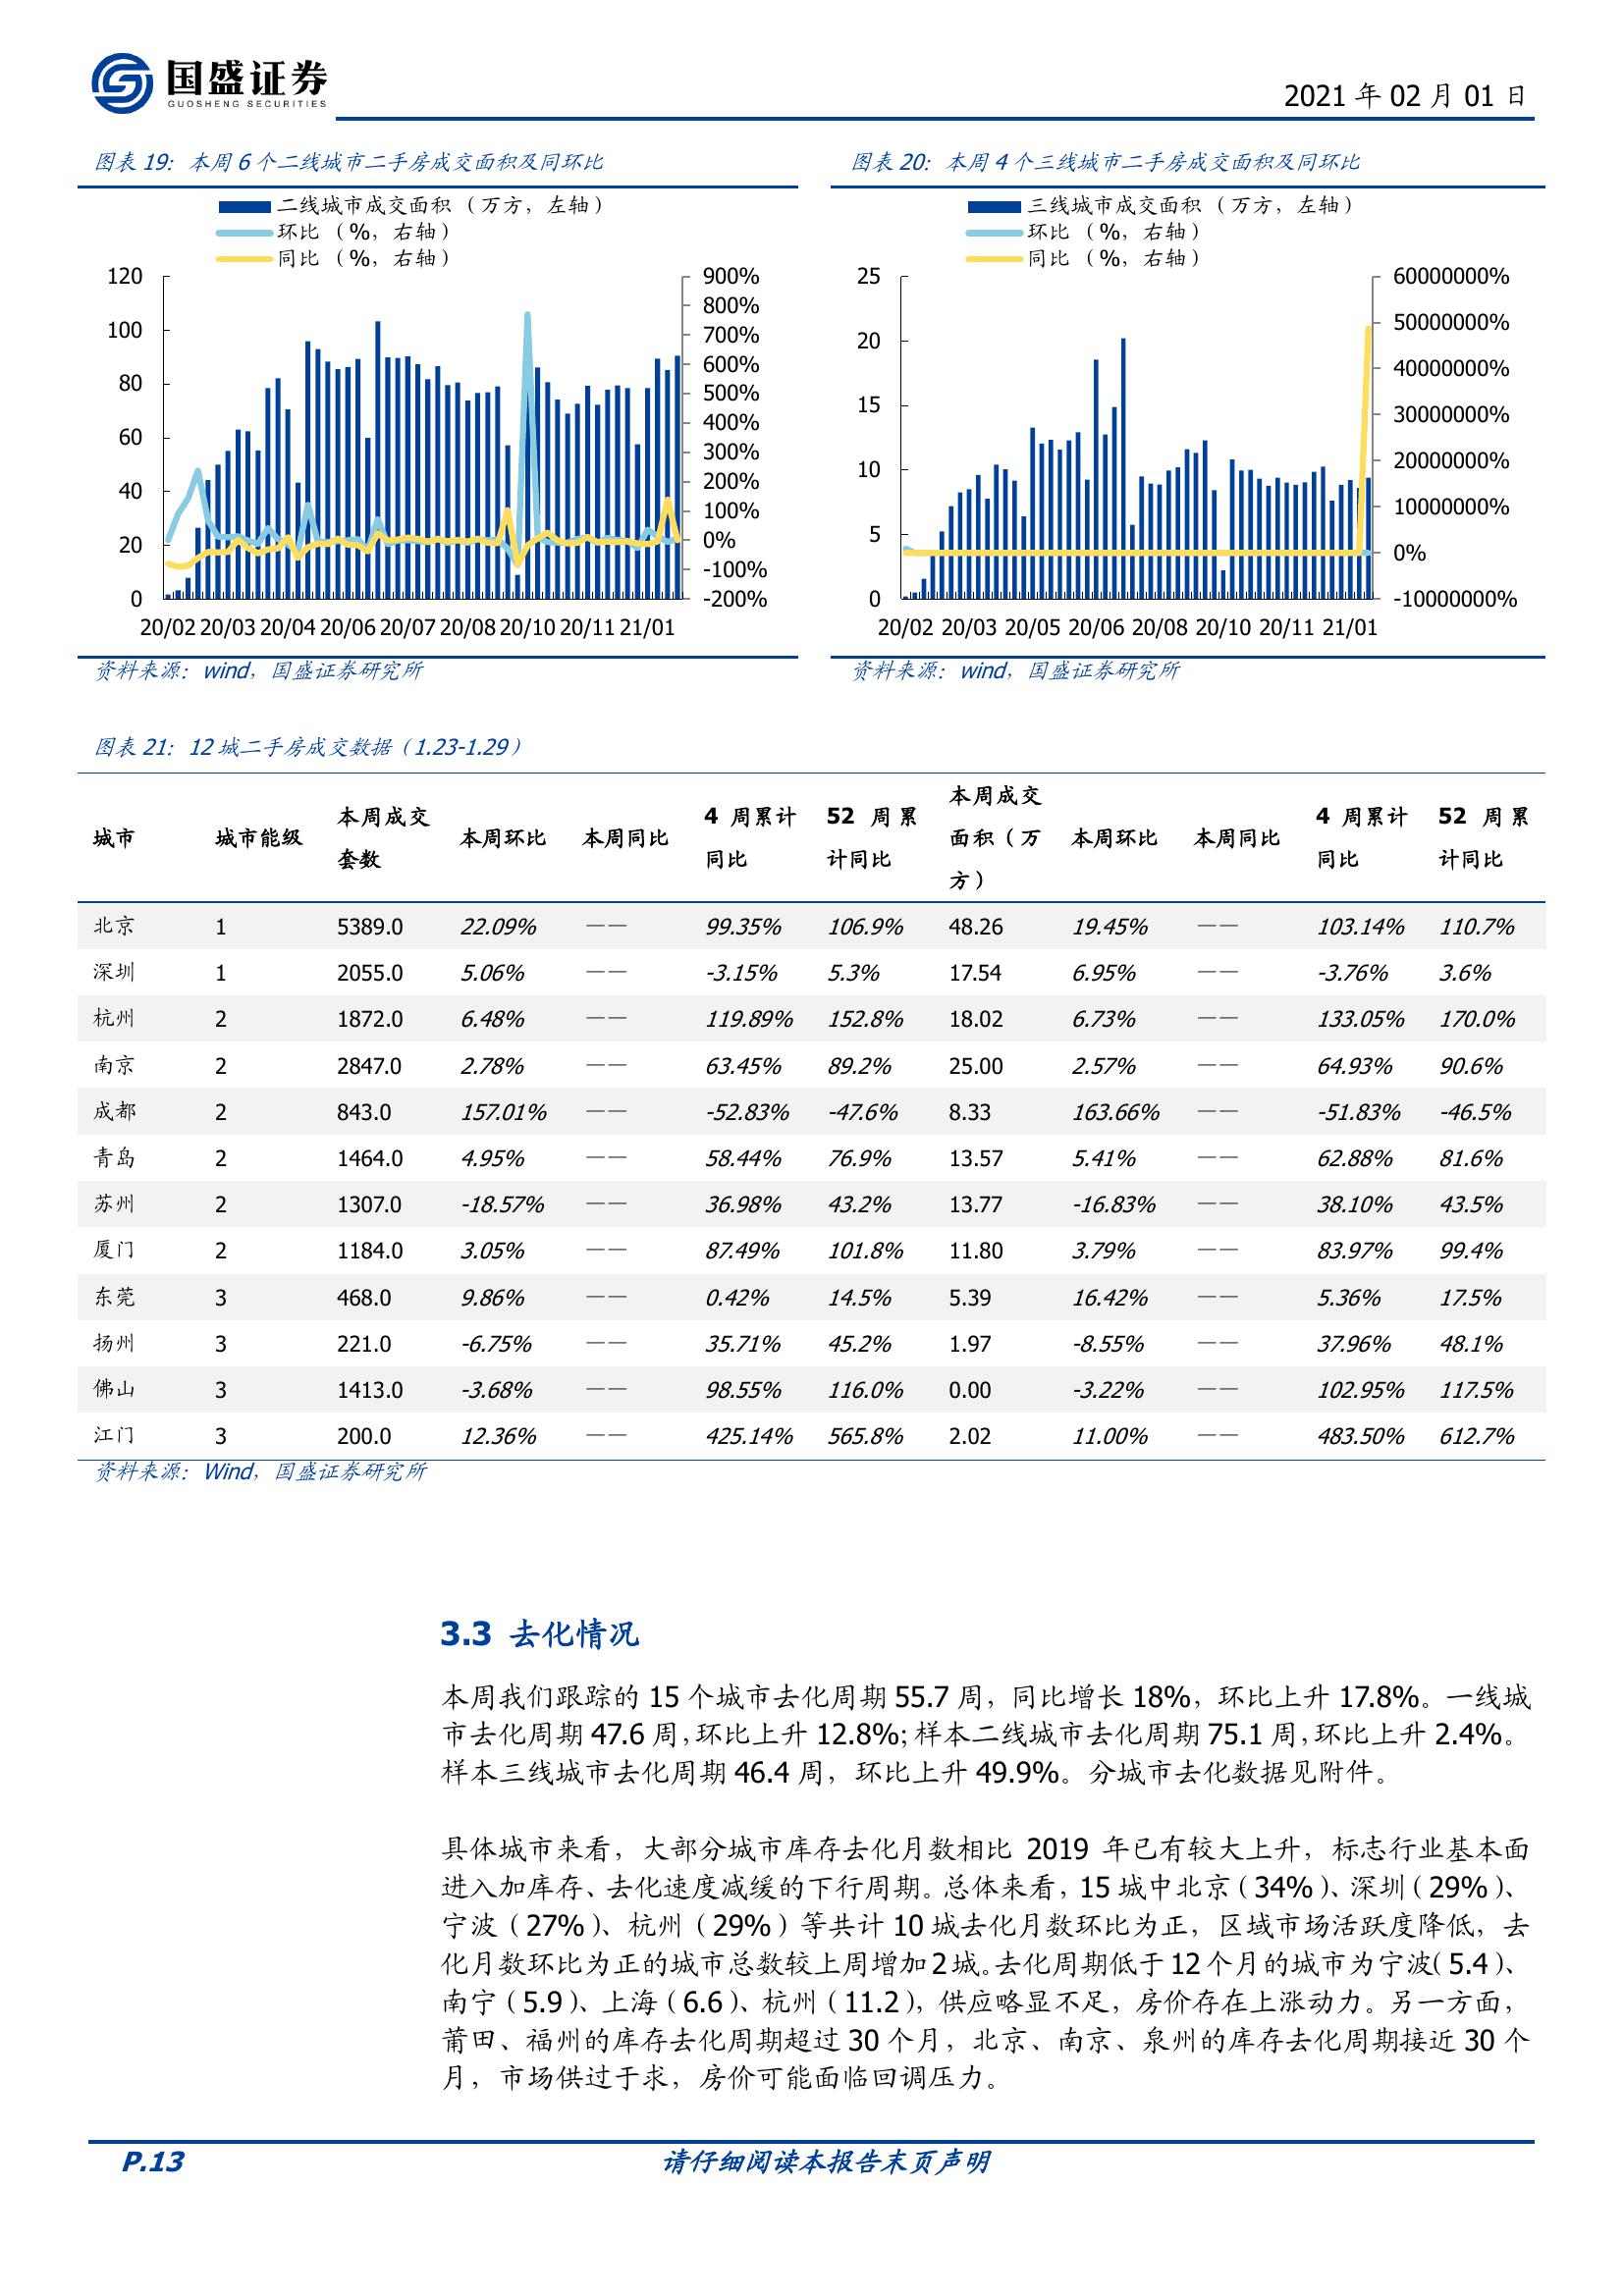 国盛证券
GUOSHENG SECURITIES
2021 年 02 月 01 日
图表 19：本周 6 个二线城市二手房成交面积及同环比
二线城市成交面积（万方，左轴）
环比（%，右轴）
同比（%，右轴）
120
100
80
60
40
20
0
900%
800%
700%
600%
500%
400%
300%
200%
100%
0%
-100%
-200%
20/02 20/03 20/04 20/06 20/07 20/08 20/10 20/11 21/01
资料来源：wind，国盛证券研究所
图表 20：本周 4 个三线城市二手房成交面积及同环比
三线城市成交面积（万方，左轴）
环比（%，右轴）
同比（%，右轴）
25
20
15
10
5
0
60000000%
50000000%
40000000%
30000000%
20000000%
10000000%
0%
-10000000%
20/02 20/03 20/05 20/06 20/08 20/10 20/11 21/01
资料来源：wind，国盛证券研究所
图表 21：12 城二手房成交数据（1.23-1.29）
城市 城市能级 本周成交套数 本周环比 本周同比 4 周累计同比 52 周累计同比 本周成交面积（万方） 本周环比 本周同比 4 周累计同比 52 周累计同比
北京 1 5389.0 22.09% —— 99.35% 106.9% 48.26 19.45% —— 103.14% 110.7%
深圳 1 2055.0 5.06% —— -3.15% 5.3% 17.54 6.95% —— -3.76% 3.6%
杭州 2 1872.0 6.48% —— 119.89% 152.8% 18.02 6.73% —— 133.05% 170.0%
南京 2 2847.0 2.78% —— 63.45% 89.2% 25.00 2.57% —— 64.93% 90.6%
成都 2 843.0 157.01% —— -52.83% -47.6% 8.33 163.66% —— -51.83% -46.5%
青岛 2 1464.0 4.95% —— 58.44% 76.9% 13.57 5.41% —— 62.88% 81.6%
苏州 2 1307.0 -18.57% —— 36.98% 43.2% 13.77 -16.83% —— 38.10% 43.5%
厦门 2 1184.0 3.05% —— 87.49% 101.8% 11.80 3.79% —— 83.97% 99.4%
东莞 3 468.0 9.86% —— 0.42% 14.5% 5.39 16.42% —— 5.36% 17.5%
扬州 3 221.0 -6.75% —— 35.71% 45.2% 1.97 -8.55% —— 37.96% 48.1%
佛山 3 1413.0 -3.68% —— 98.55% 116.0% 0.00 -3.22% —— 102.95% 117.5%
江门 3 200.0 12.36% —— 425.14% 565.8% 2.02 11.00% —— 483.50% 612.7%
资料来源：Wind，国盛证券研究所
3.3 去化情况
本周我们跟踪的 15 个城市去化周期 55.7 周，同比增长 18%，环比上升 17.8%。一线城
市去化周期 47.6 周，环比上升 12.8%；样本二线城市去化周期 75.1 周，环比上升 2.4%。
样本三线城市去化周期 46.4 周，环比上升 49.9%。分城市去化数据见附件。
具体城市来看，大部分城市库存去化月数相比 2019 年已有较大上升，标志行业基本面
进入加库存、去化速度减缓的下行周期。总体来看，15 城中北京（34%）、深圳（29%）、
宁波（27%）、杭州（29%）等共计 10 城去化月数环比为正，区域市场活跃度降低，去
化月数环比为正的城市总数较上周增加 2 城。去化周期低于 12 个月的城市为宁波（5.4）、
南宁（5.9）、上海（6.6）、杭州（11.2），供应略显不足，房价存在上涨动力。另一方面，
莆田、福州的库存去化周期超过 30 个月，北京、南京、泉州的库存去化周期接近 30 个
月，市场供过于求，房价可能面临回调压力。
P.13
请仔细阅读本报告末页声明